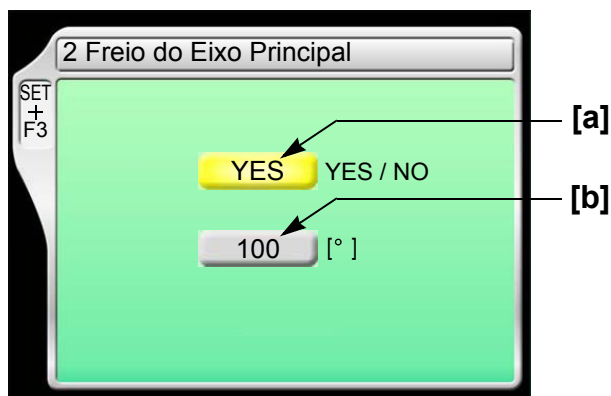 2 Freio do Eixo Principal
SET
+
F3
[a]
YES YES / NO
[b]
100 [° ]